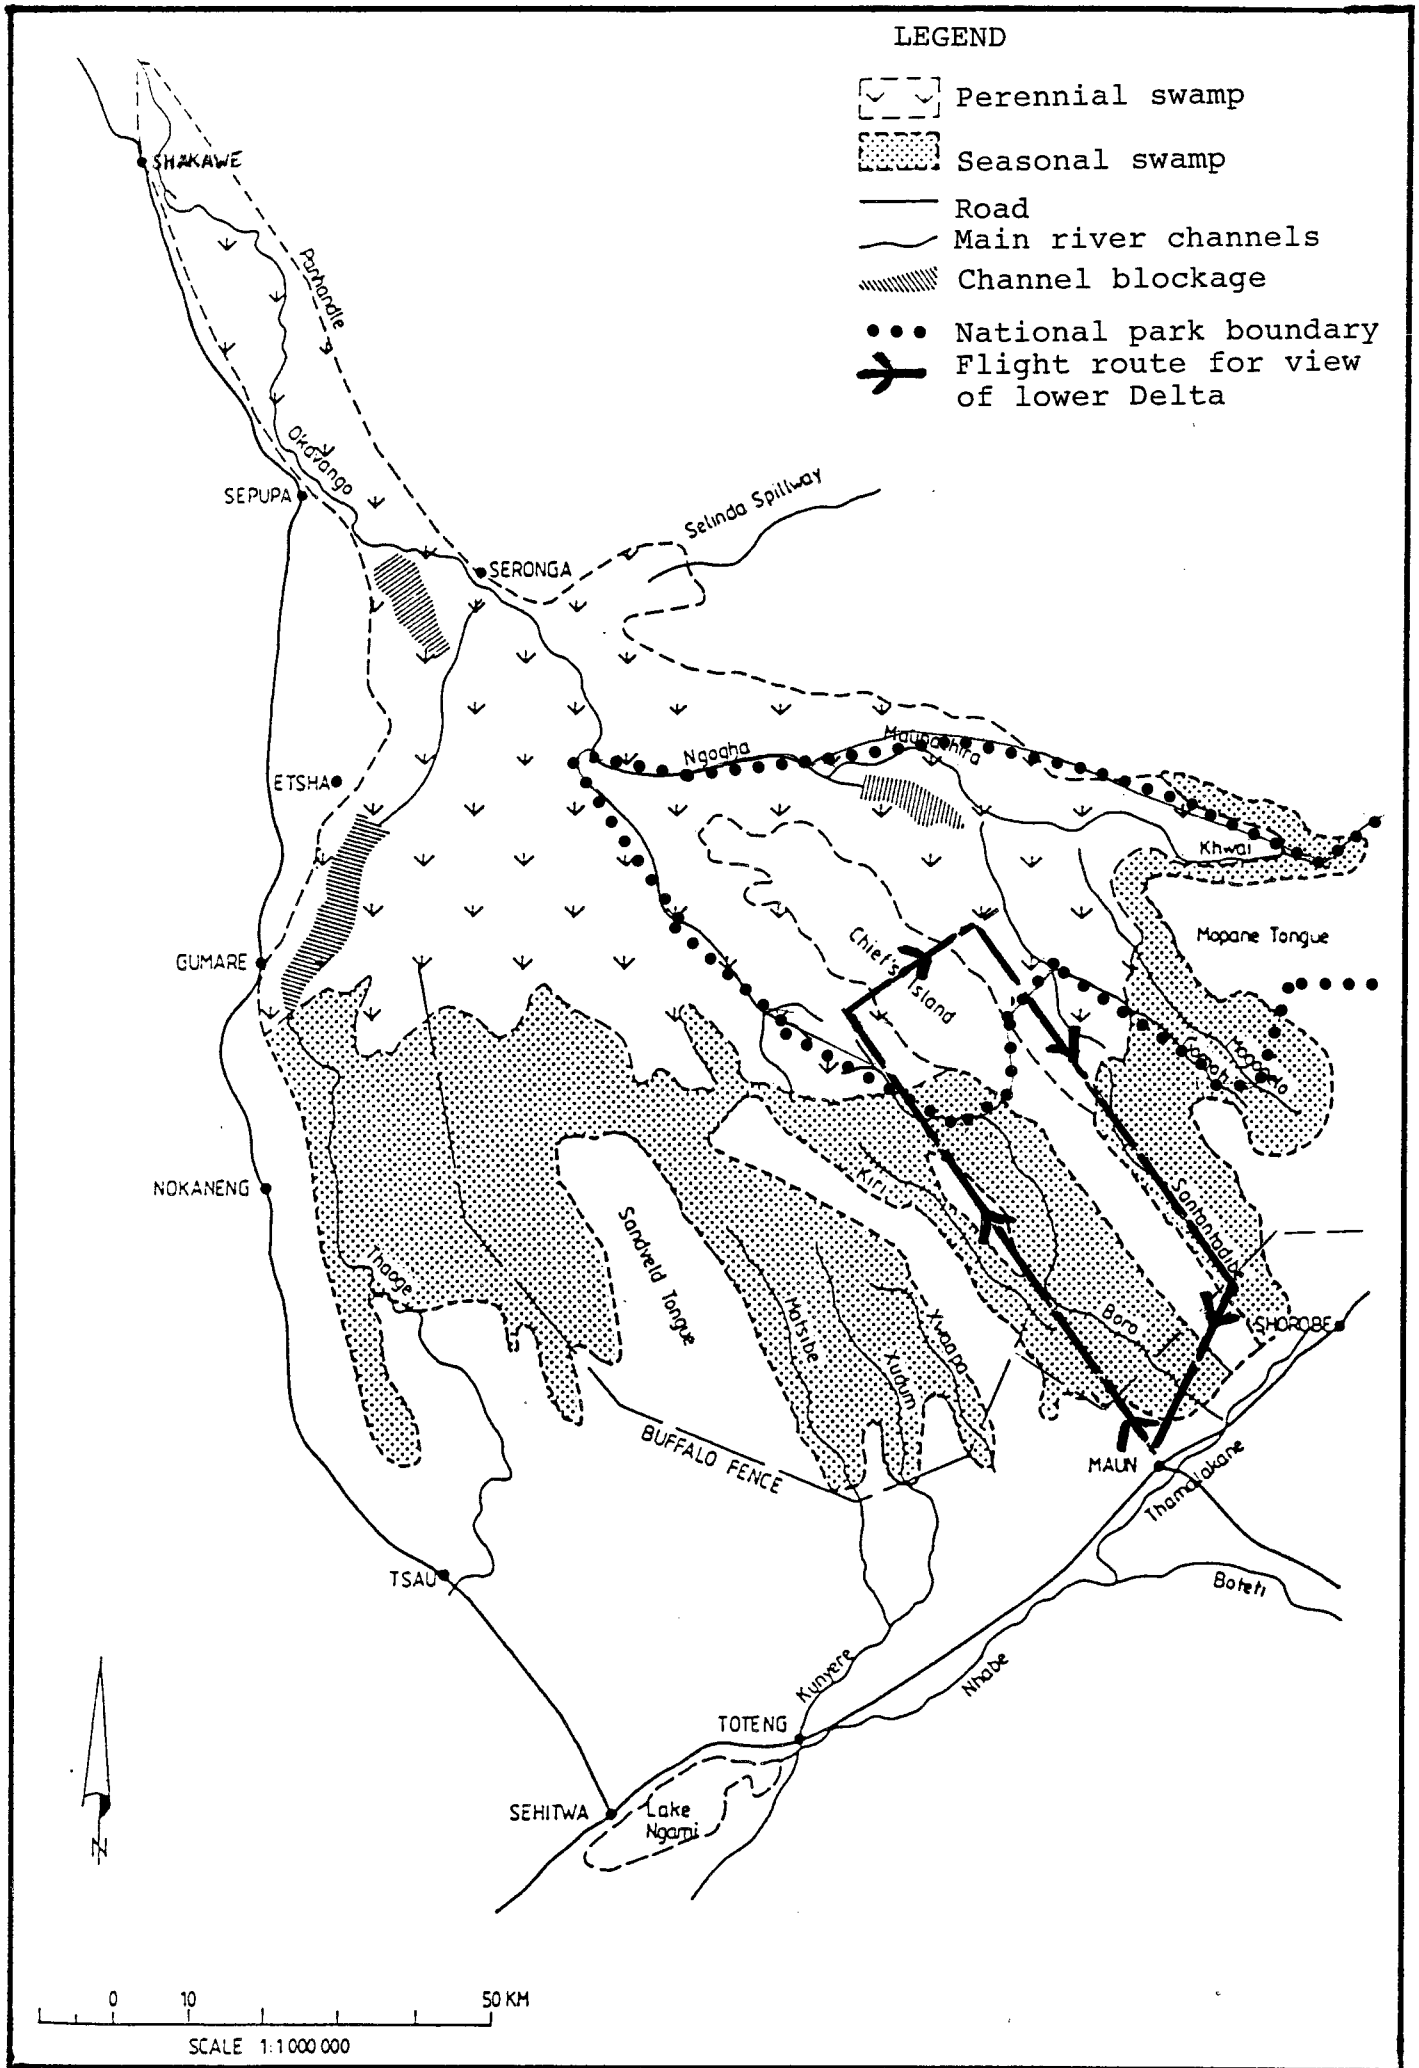 LEGEND
Perennial swamp
Seasonal swamp
Road
Main river channels
Channel blockage
National park boundary
Flight route for view
of lower Delta
SHAKAWE
Panhandle
Okavango
SEPUPA
Selinda Spillway
SERONGA
Ngogha
Maunachira
ETSHA
Khwai
Chief's Island
Mopane Tongue
GUMARE
Gomoti
Mogogelo
NOKANENG
Kiri
Santantadibe
Sandveld Tongue
Thaoge
Matsibe
Xudum
Xwaapa
Boro
SHOROBE
BUFFALO FENCE
MAUN
Thamalakane
TSAU
Boteti
Kunyere
Nhabe
TOTENG
SEHITWA
Lake
Ngami
N
0 10 50 KM
SCALE 1:1 000 000